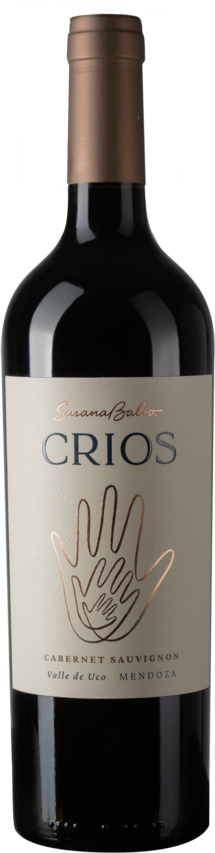 Susana Balbo
CRIOS
CABERNET SAUVIGNON
Valle de Uco MENDOZA